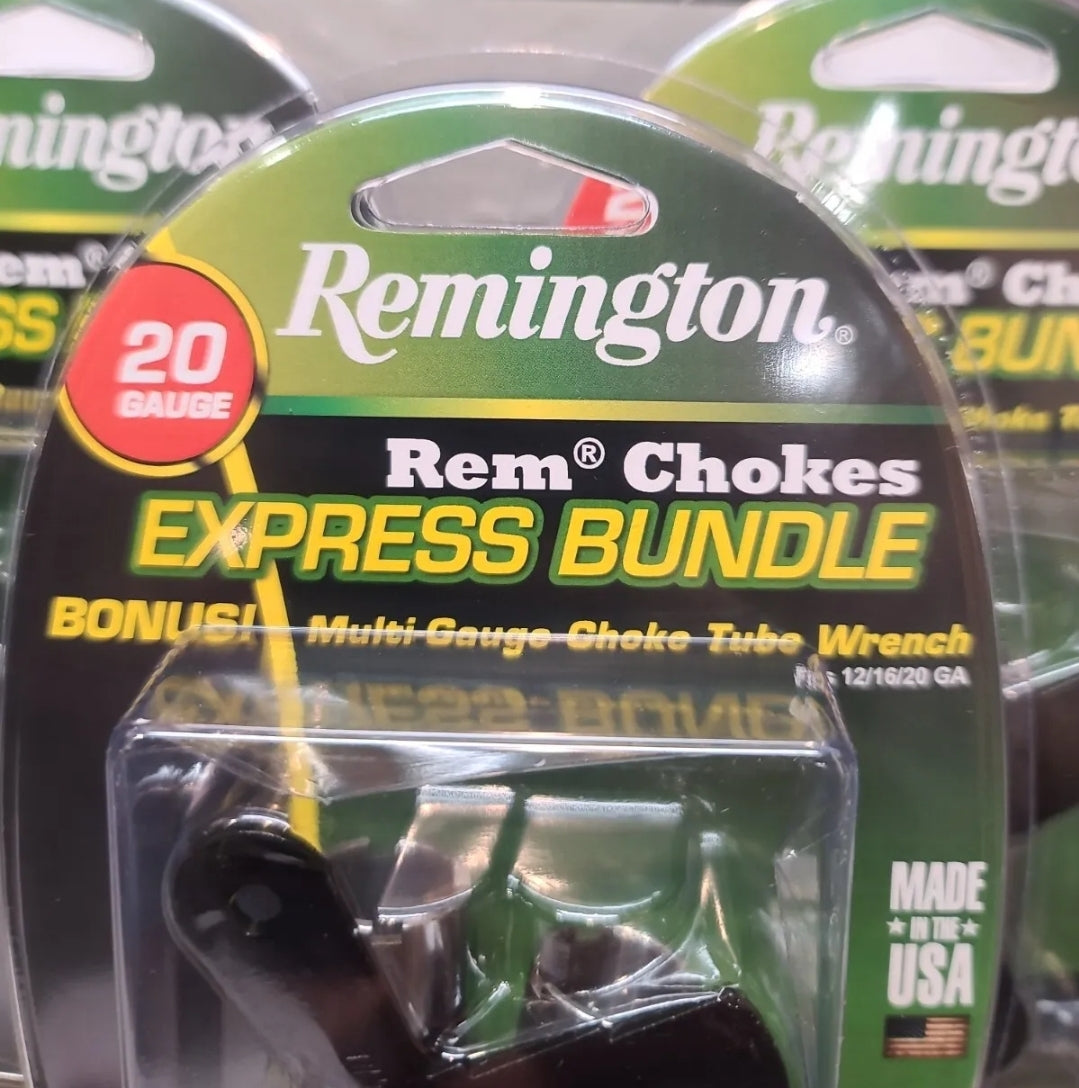 Remington®
20
GAUGE
Rem® Chokes
EXPRESS BUNDLE
BONUS! Multi Gauge Choke Tube Wrench
Fits 12/16/20 GA
MADE
★ IN THE ★
USA